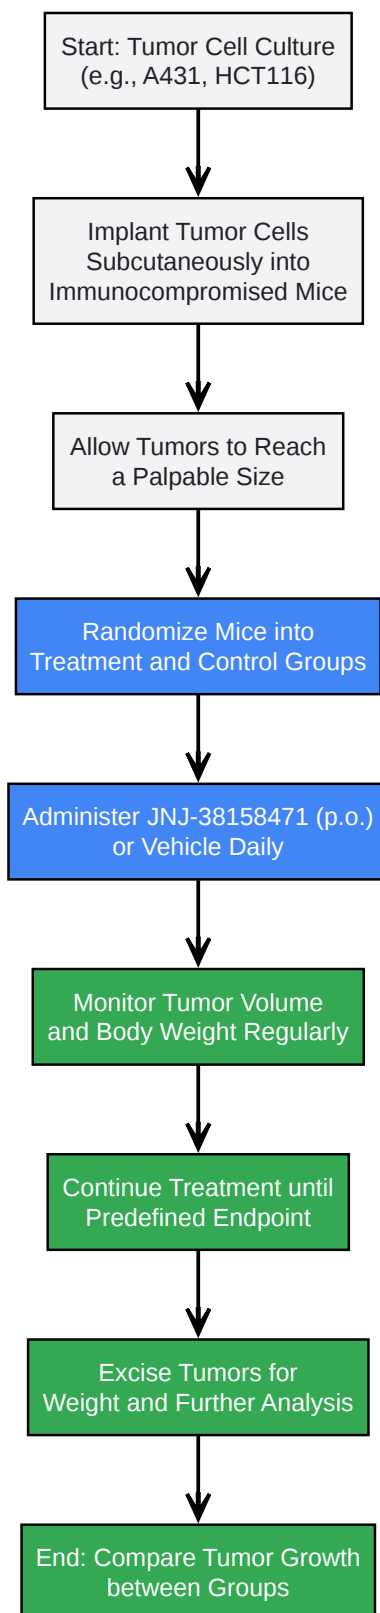 Start: Tumor Cell Culture
(e.g., A431, HCT116)
Implant Tumor Cells
Subcutaneously into
Immunocompromised Mice
Allow Tumors to Reach
a Palpable Size
Randomize Mice into
Treatment and Control Groups
Administer JNJ-38158471 (p.o.)
or Vehicle Daily
Monitor Tumor Volume
and Body Weight Regularly
Continue Treatment until
Predefined Endpoint
Excise Tumors for
Weight and Further Analysis
End: Compare Tumor Growth
between Groups